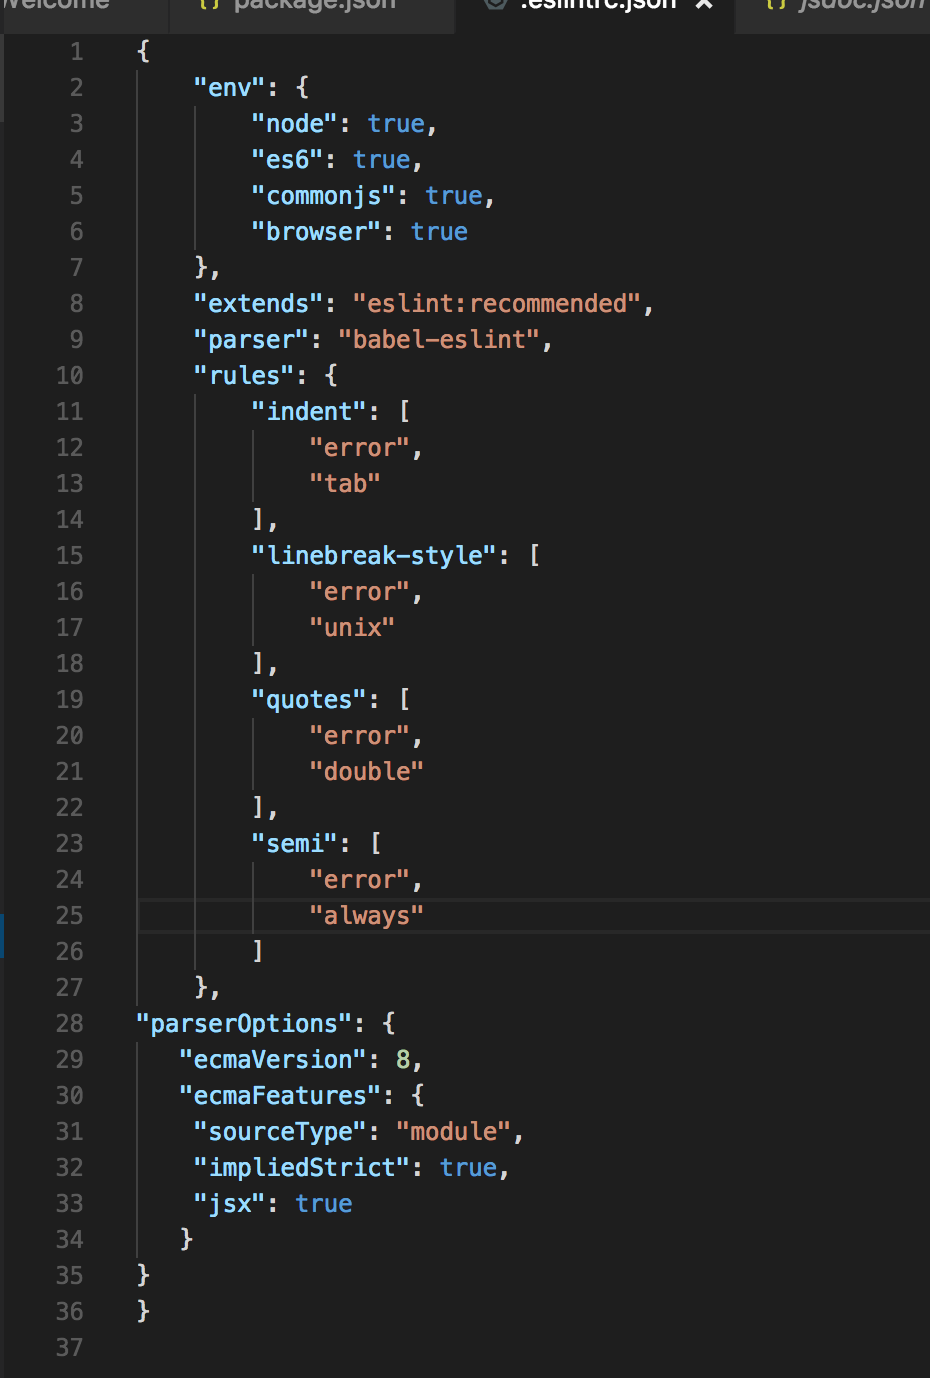 Welcome {} package.json .eslintrc.json × {} jsdoc.json
1 {
2 "env": {
3 "node": true,
4 "es6": true,
5 "commonjs": true,
6 "browser": true
7 },
8 "extends": "eslint:recommended",
9 "parser": "babel-eslint",
10 "rules": {
11 "indent": [
12 "error",
13 "tab"
14 ],
15 "linebreak-style": [
16 "error",
17 "unix"
18 ],
19 "quotes": [
20 "error",
21 "double"
22 ],
23 "semi": [
24 "error",
25 "always"
26 ]
27 },
28 "parserOptions": {
29 "ecmaVersion": 8,
30 "ecmaFeatures": {
31 "sourceType": "module",
32 "impliedStrict": true,
33 "jsx": true
34 }
35 }
36 }
37